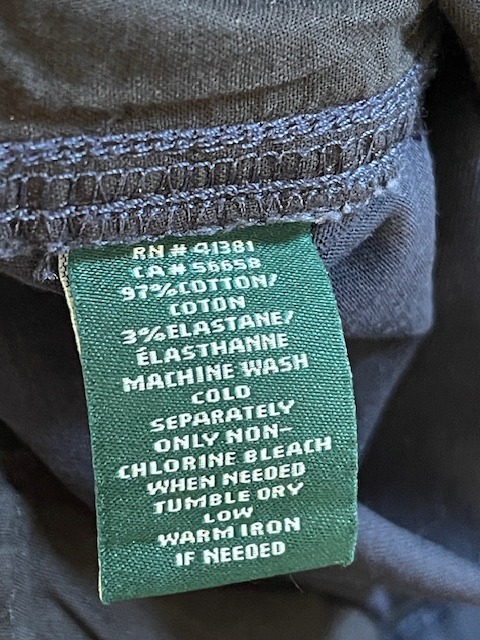 RN # 41381
CA # 56658
97%COTTON/
COTON
3%ELASTANE/
ÉLASTHANNE
MACHINE WASH
COLD
SEPARATELY
ONLY NON-
CHLORINE BLEACH
WHEN NEEDED
TUMBLE DRY
LOW
WARM IRON
IF NEEDED